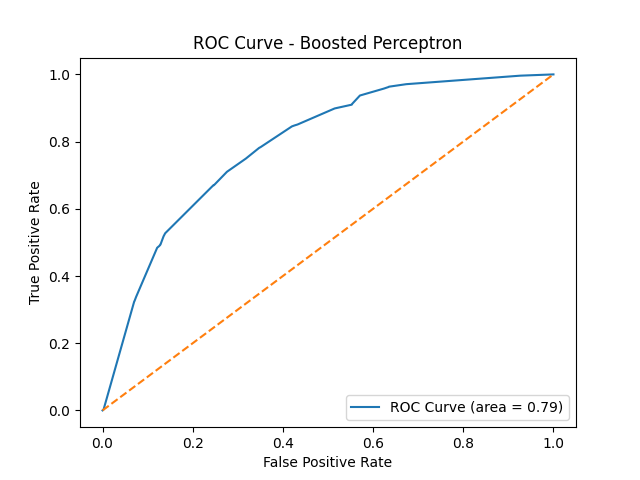 ROC Curve - Boosted Perceptron
1.0
0.8
0.6
0.4
0.2
0.0
True Positive Rate
ROC Curve (area = 0.79)
0.0 0.2 0.4 0.6 0.8 1.0
False Positive Rate